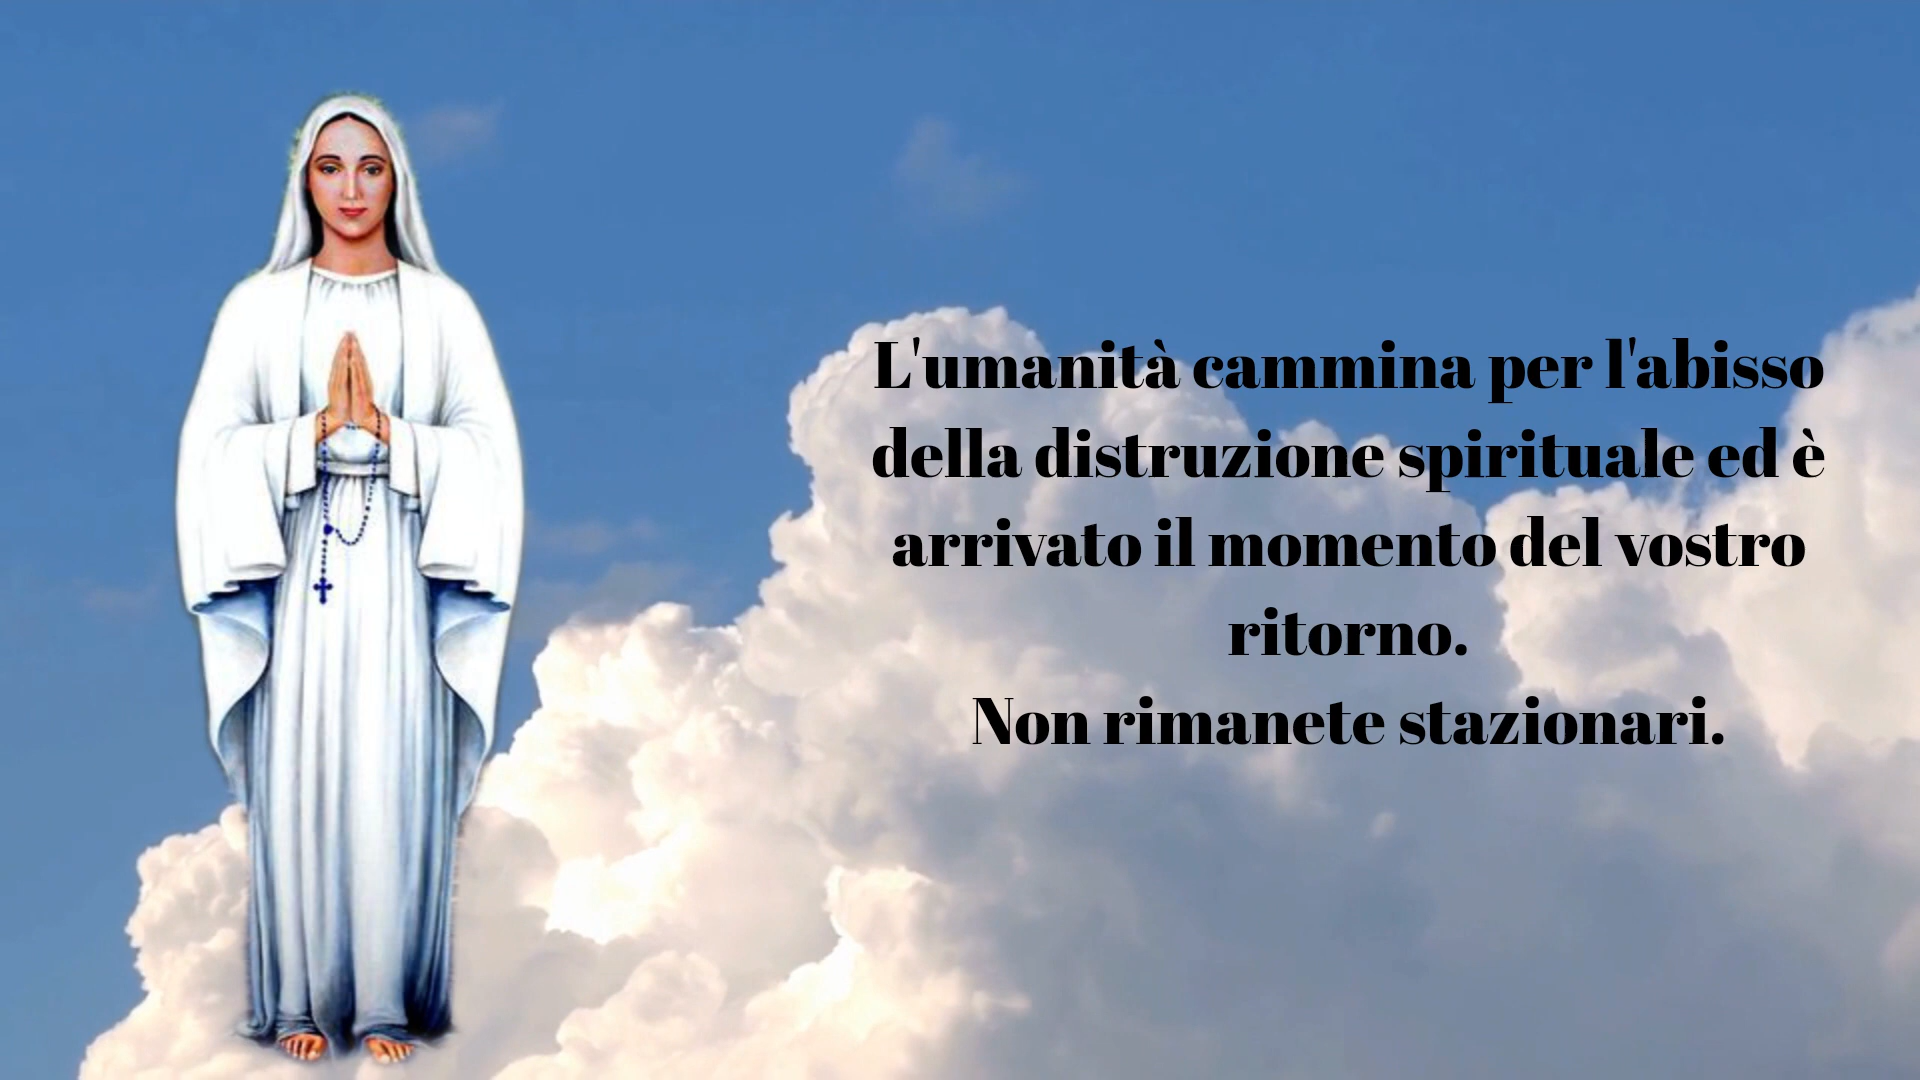 L'umanità cammina per l'abisso
della distruzione spirituale ed è
arrivato il momento del vostro
ritorno.
Non rimanete stazionari.